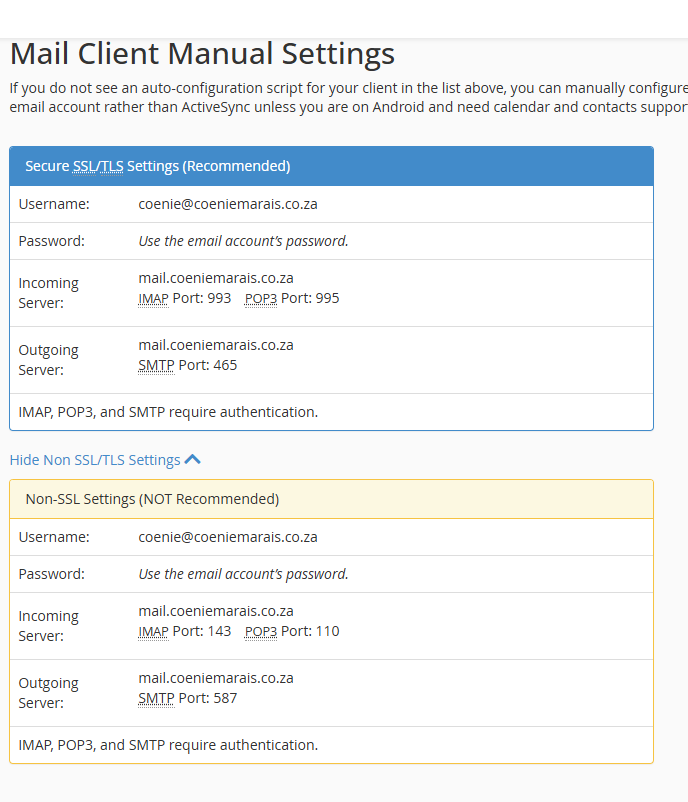 Mail Client Manual Settings
If you do not see an auto-configuration script for your client in the list above, you can manually configure
email account rather than ActiveSync unless you are on Android and need calendar and contacts suppor
Secure SSL/TLS Settings (Recommended)
Username: coenie@coeniemarais.co.za
Password: Use the email account’s password.
Incoming Server: mail.coeniemarais.co.za
IMAP Port: 993 POP3 Port: 995
Outgoing Server: mail.coeniemarais.co.za
SMTP Port: 465
IMAP, POP3, and SMTP require authentication.
Hide Non SSL/TLS Settings
Non-SSL Settings (NOT Recommended)
Username: coenie@coeniemarais.co.za
Password: Use the email account’s password.
Incoming Server: mail.coeniemarais.co.za
IMAP Port: 143 POP3 Port: 110
Outgoing Server: mail.coeniemarais.co.za
SMTP Port: 587
IMAP, POP3, and SMTP require authentication.